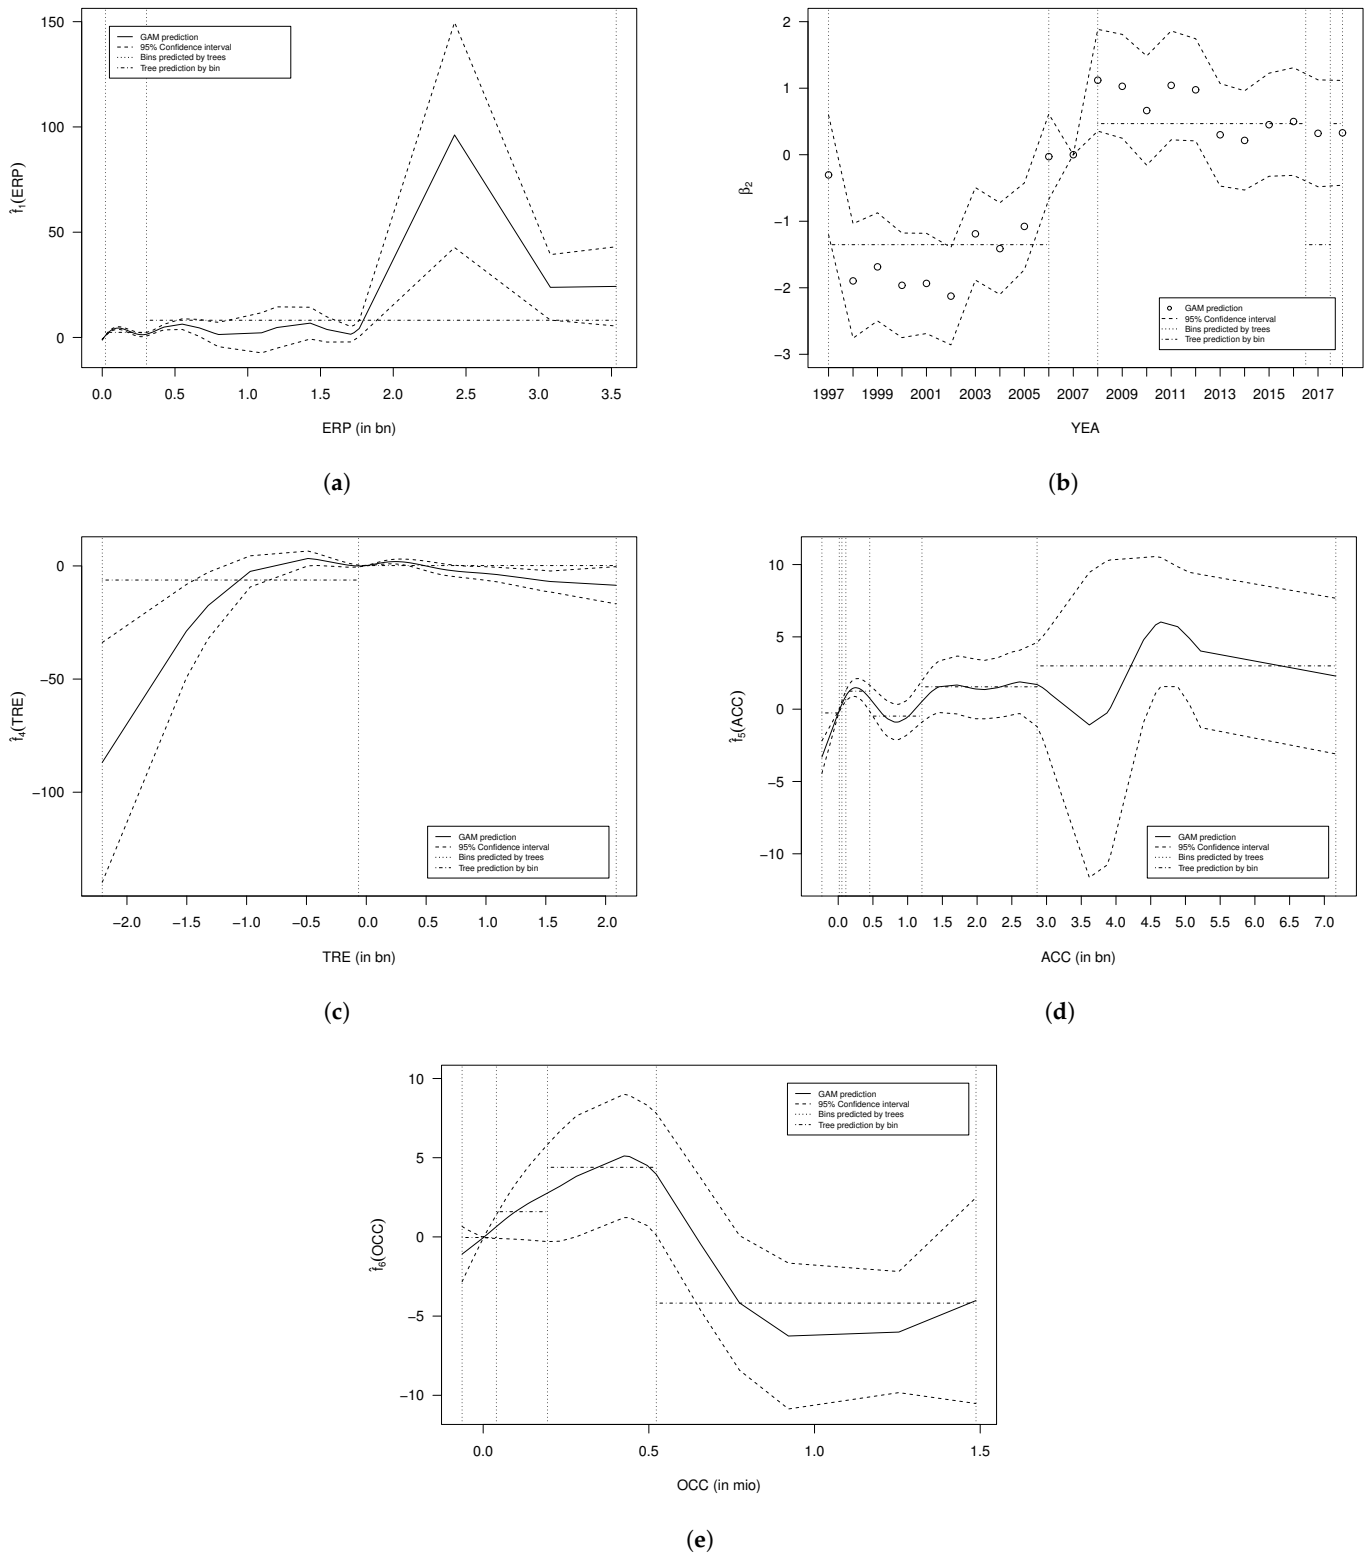 150
100
50
0
f̂₁(ERP)
GAM prediction
95% Confidence interval
Bins predicted by trees
Tree prediction by bin
0.0 0.5 1.0 1.5 2.0 2.5 3.0 3.5
ERP (in bn)
(a)
2
1
0
−1
−2
−3
β₂
GAM prediction
95% Confidence interval
Bins predicted by trees
Tree prediction by bin
1997 1999 2001 2003 2005 2007 2009 2011 2013 2015 2017
YEA
(b)
0
−50
−100
f̂₄(TRE)
GAM prediction
95% Confidence interval
Bins predicted by trees
Tree prediction by bin
−2.0 −1.5 −1.0 −0.5 0.0 0.5 1.0 1.5 2.0
TRE (in bn)
(c)
10
5
0
−5
−10
f̂₅(ACC)
GAM prediction
95% Confidence interval
Bins predicted by trees
Tree prediction by bin
0.0 0.5 1.0 1.5 2.0 2.5 3.0 3.5 4.0 4.5 5.0 5.5 6.0 6.5 7.0
ACC (in bn)
(d)
10
5
0
−5
−10
f̂₆(OCC)
GAM prediction
95% Confidence interval
Bins predicted by trees
Tree prediction by bin
0.0 0.5 1.0 1.5
OCC (in mio)
(e)